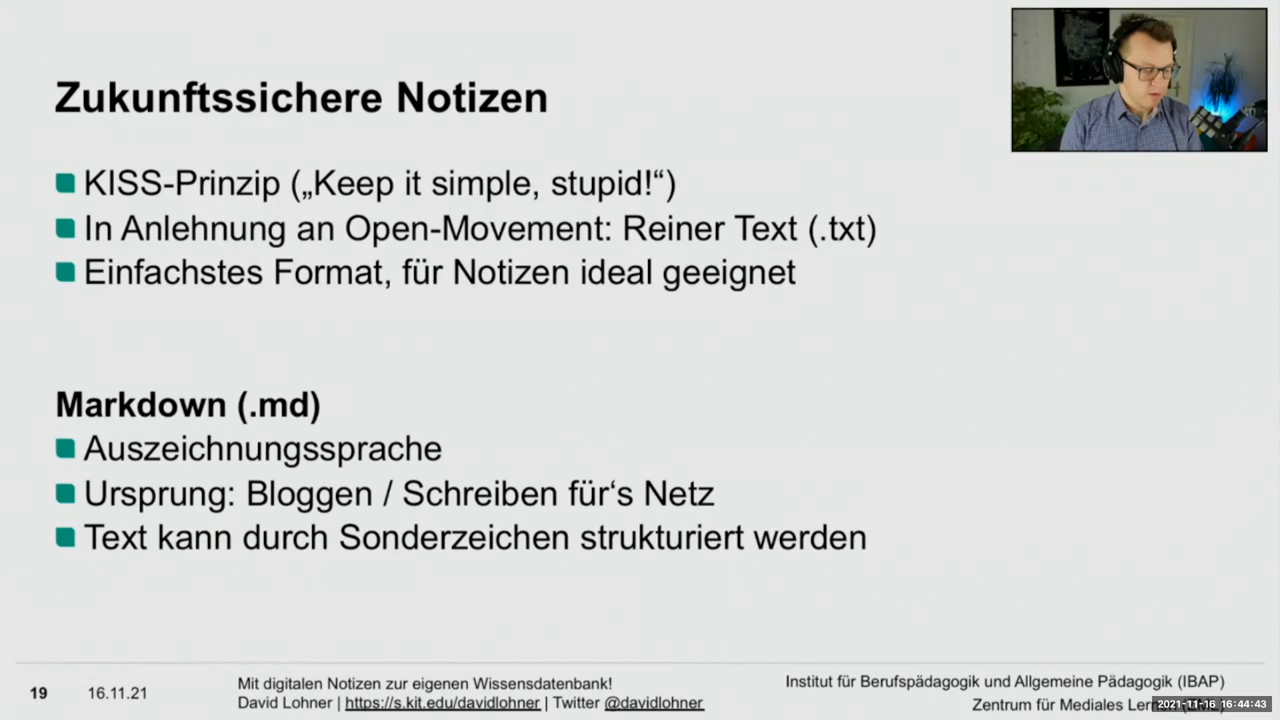 Zukunftssichere Notizen
KISS-Prinzip („Keep it simple, stupid!“)
In Anlehnung an Open-Movement: Reiner Text (.txt)
Einfachstes Format, für Notizen ideal geeignet
Markdown (.md)
Auszeichnungssprache
Ursprung: Bloggen / Schreiben für‘s Netz
Text kann durch Sonderzeichen strukturiert werden
19
16.11.21
Mit digitalen Notizen zur eigenen Wissensdatenbank!
David Lohner | https://s.kit.edu/davidlohner | Twitter @davidlohner
Institut für Berufspädagogik und Allgemeine Pädagogik (IBAP)
Zentrum für Mediales
2021-11-16 16:44:43